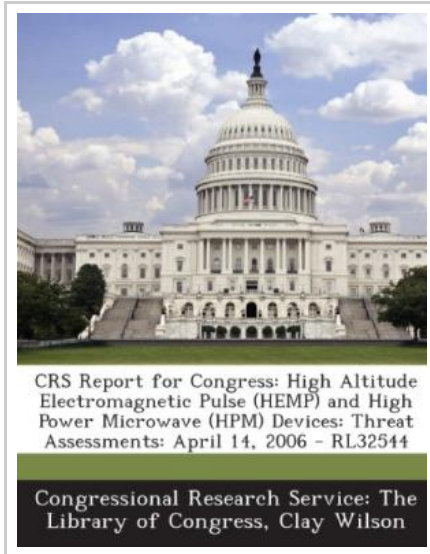 CRS Report for Congress: High Altitude
Electromagnetic Pulse (HEMP) and High
Power Microwave (HPM) Devices: Threat
Assessments: April 14, 2006 - RL32544
Congressional Research Service: The
Library of Congress, Clay Wilson